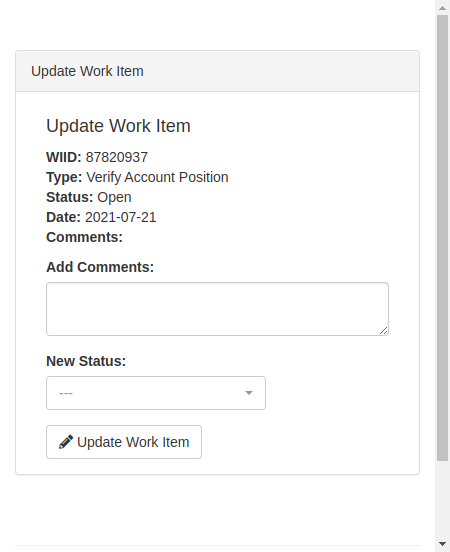 Update Work Item
Update Work Item
WIID: 87820937
Type: Verify Account Position
Status: Open
Date: 2021-07-21
Comments:
Add Comments:
New Status:
---
Update Work Item